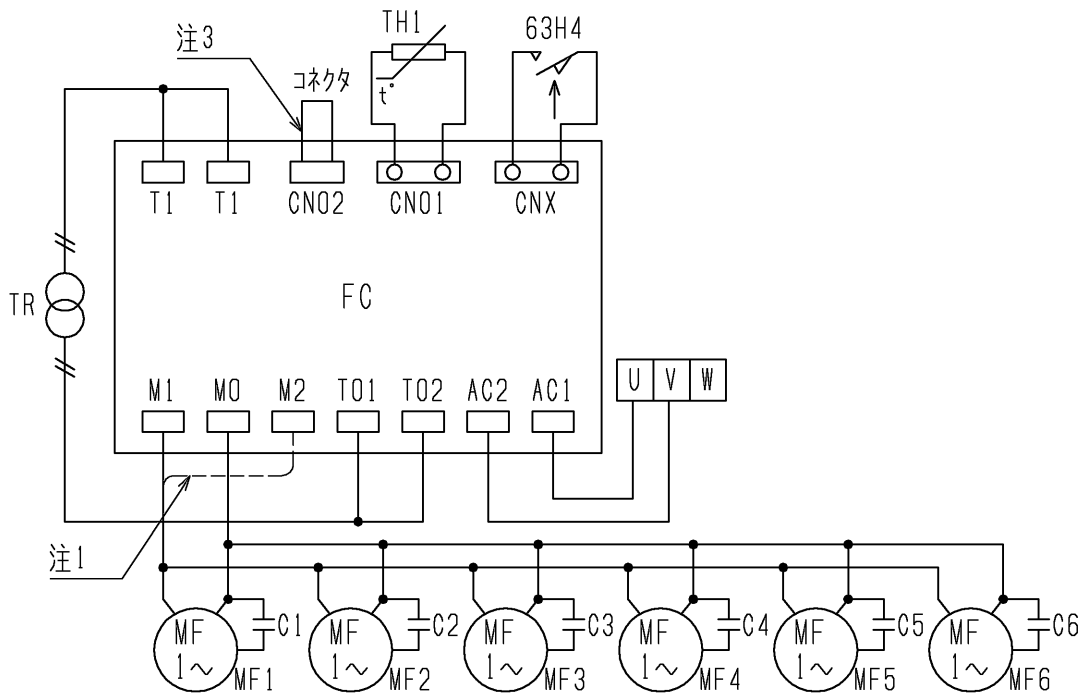 注3
TH1
63H4
コネクタ
t°
T1
T1
CN02
CN01
CNX
TR
FC
M1
M0
M2
T01
T02
AC2
AC1
U
V
W
注1
MF
1～
MF1
C1
MF
1～
MF2
C2
MF
1～
MF3
C3
MF
1～
MF4
C4
MF
1～
MF5
C5
MF
1～
MF6
C6